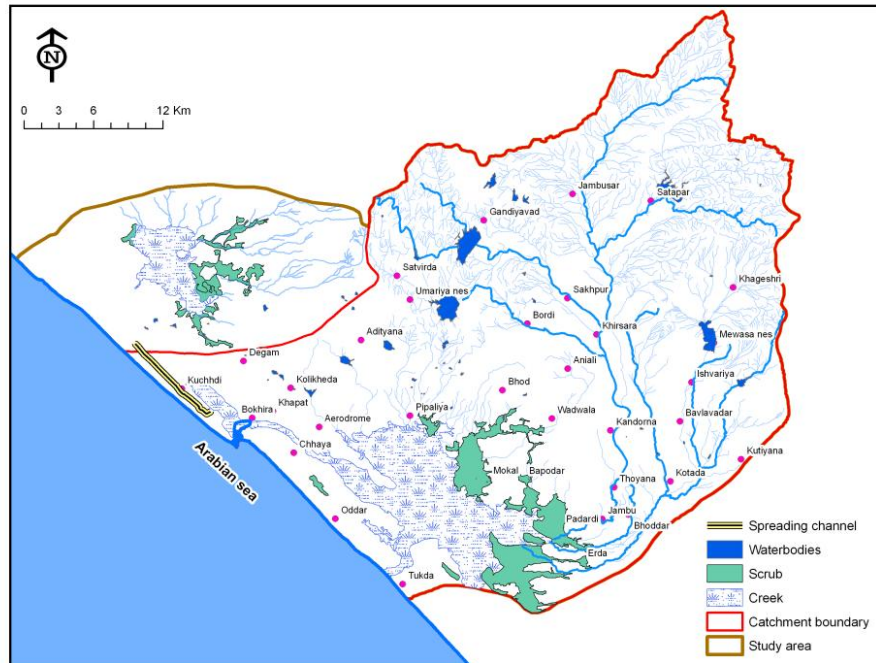 N
0 3 6 12 Km
Jambusar
Satapar
Gandiyavad
Satvirda
Khageshri
Umariya nes
Sakhpur
Bordi
Khirsara
Mewasa nes
Adityana
Degam
Aniali
Ishvariya
Kuchhdi
Kolikheda
Bhod
Khapat
Bokhira
Pipaliya
Wadwala
Bavlavadar
Aerodrome
Kandorna
Chhaya
Kutiyana
Arabian sea
Mokal
Bapodar
Thoyana
Kotada
Oddar
Padardi
Jambu
Bhoddar
Erda
Tukda
Spreading channel
Waterbodies
Scrub
Creek
Catchment boundary
Study area